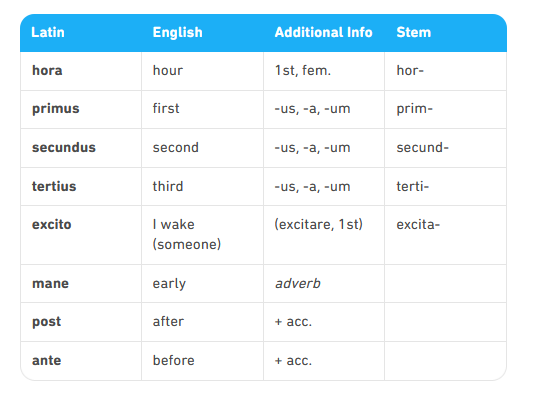 Latin English Additional Info Stem
hora hour 1st, fem. hor-
primus first -us, -a, -um prim-
secundus second -us, -a, -um secund-
tertius third -us, -a, -um terti-
excito I wake (excitare, 1st) excita-
(someone)
mane early adverb
post after + acc.
ante before + acc.